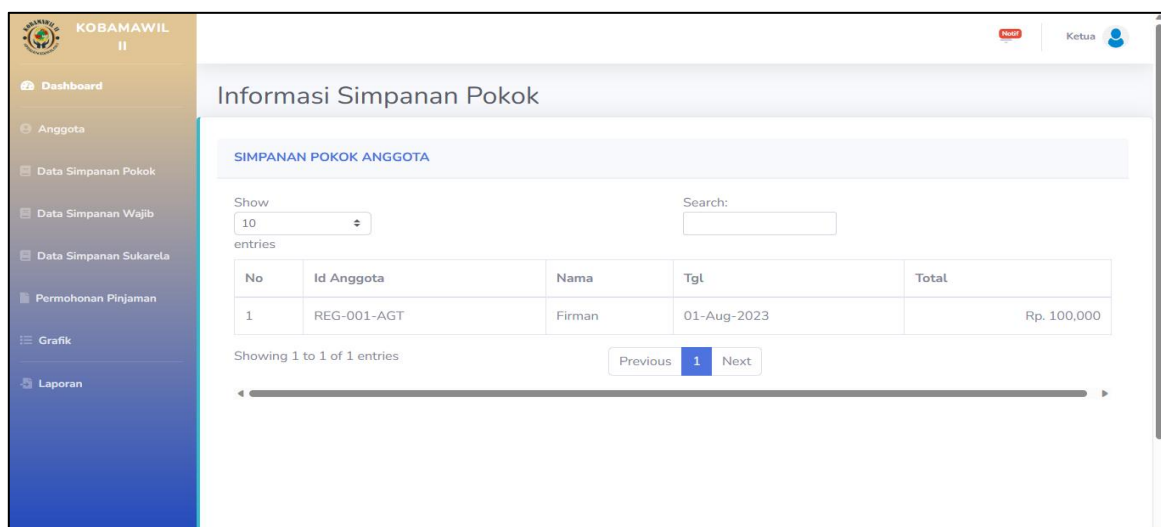 KOBAMAWIL
II
Notif
Ketua
Dashboard
Anggota
Data Simpanan Pokok
Data Simpanan Wajib
Data Simpanan Sukarela
Permohonan Pinjaman
Grafik
Laporan
Informasi Simpanan Pokok
SIMPANAN POKOK ANGGOTA
Show
10
entries
Search:
No Id Anggota Nama Tgl Total
1 REG-001-AGT Firman 01-Aug-2023 Rp. 100,000
Showing 1 to 1 of 1 entries
Previous 1 Next